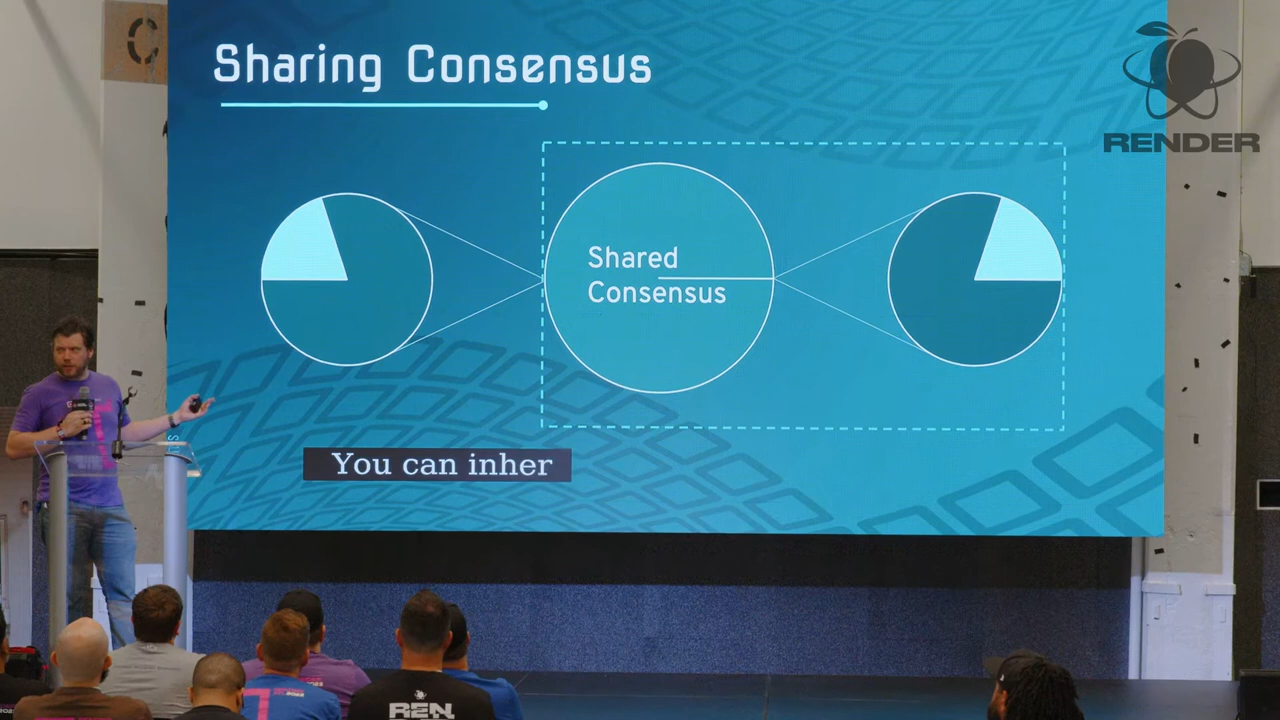 C
Sharing Consensus
RENDER
Shared
Consensus
You can inher
REN